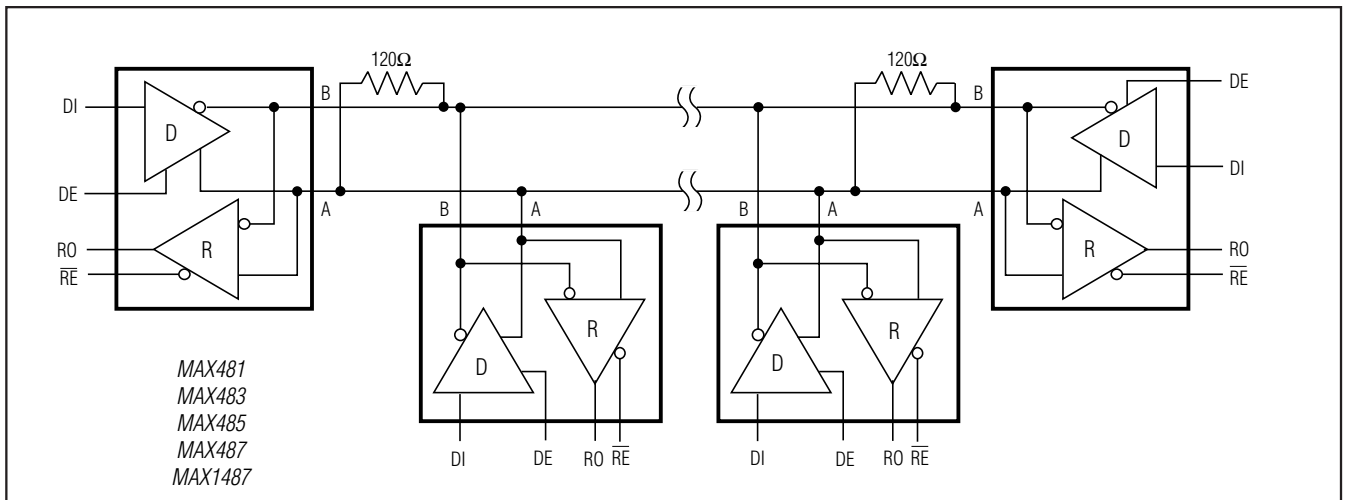 120Ω 120Ω
B B DE
DI D D
DI
DE A B A B A A
RO R R RO
RE RE
R R
D D
MAX481
MAX483
MAX485
MAX487
MAX1487
DI DE RO RE DI DE RO RE